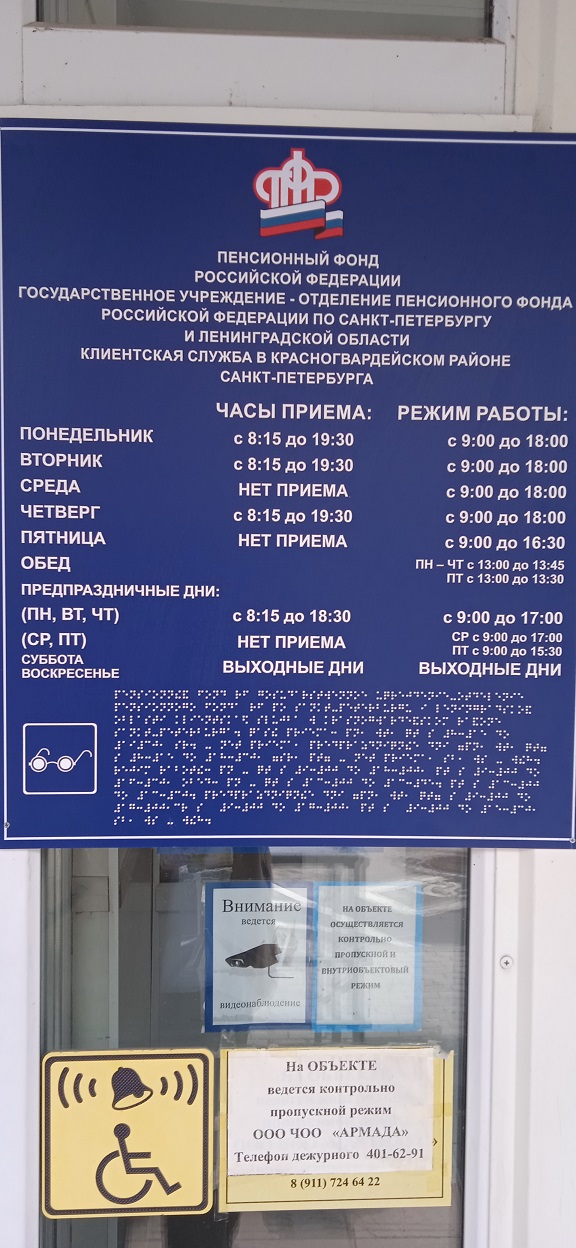 ПЕНСИОННЫЙ ФОНД
РОССИЙСКОЙ ФЕДЕРАЦИИ
ГОСУДАРСТВЕННОЕ УЧРЕЖДЕНИЕ - ОТДЕЛЕНИЕ ПЕНСИОННОГО ФОНДА
РОССИЙСКОЙ ФЕДЕРАЦИИ ПО САНКТ-ПЕТЕРБУРГУ
И ЛЕНИНГРАДСКОЙ ОБЛАСТИ
КЛИЕНТСКАЯ СЛУЖБА В КРАСНОГВАРДЕЙСКОМ РАЙОНЕ
САНКТ-ПЕТЕРБУРГА
ЧАСЫ ПРИЕМА: РЕЖИМ РАБОТЫ:
ПОНЕДЕЛЬНИК с 8:15 до 19:30 с 9:00 до 18:00
ВТОРНИК с 8:15 до 19:30 с 9:00 до 18:00
СРЕДА НЕТ ПРИЕМА с 9:00 до 18:00
ЧЕТВЕРГ с 8:15 до 19:30 с 9:00 до 18:00
ПЯТНИЦА НЕТ ПРИЕМА с 9:00 до 16:30
ОБЕД ПН – ЧТ с 13:00 до 13:45
ПТ с 13:00 до 13:30
ПРЕДПРАЗДНИЧНЫЕ ДНИ:
(ПН, ВТ, ЧТ) с 8:15 до 18:30 с 9:00 до 17:00
(СР, ПТ) НЕТ ПРИЕМА СР с 9:00 до 17:00
ПТ с 9:00 до 15:30
СУББОТА
ВОСКРЕСЕНЬЕ ВЫХОДНЫЕ ДНИ ВЫХОДНЫЕ ДНИ
Внимание
ведется
видеонаблюдение
НА ОБЪЕКТЕ
ОСУЩЕСТВЛЯЕТСЯ
КОНТРОЛЬНО
ПРОПУСКНОЙ И
ВНУТРИОБЪЕКТОВЫЙ
РЕЖИМ
На ОБЪЕКТЕ
ведется контрольно
пропускной режим
ООО ЧОО «АРМАДА»
Телефон дежурного 401-62-91
8 (911) 724 64 22